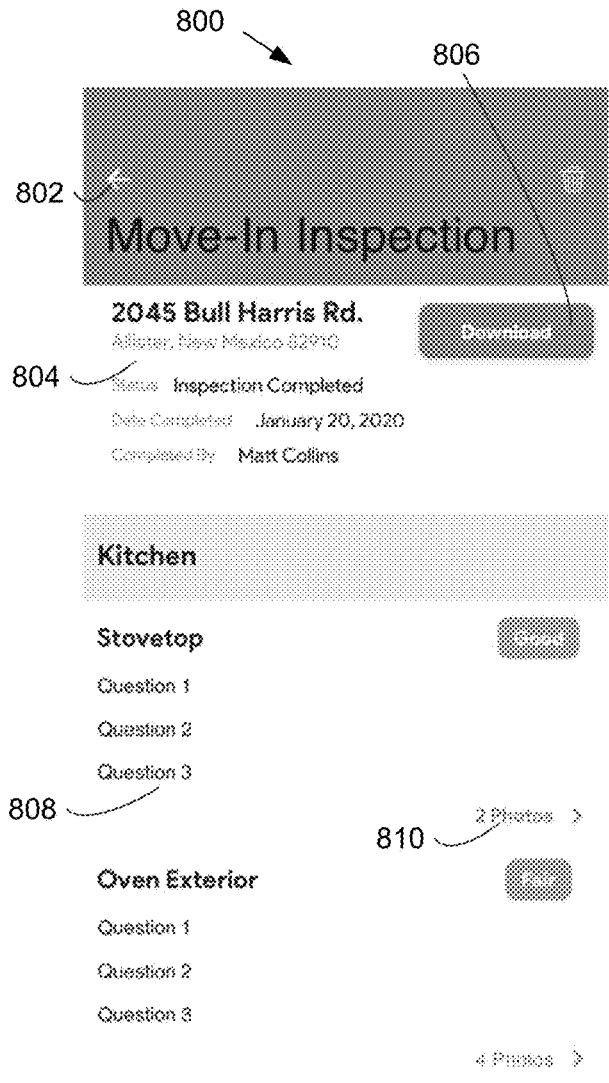 800
806
802
Move-In Inspection
2045 Bull Harris Rd.
Download
Allister, New Mexico 82910
804
Status Inspection Completed
Date Completed January 20, 2020
Completed By Matt Collins
Kitchen
Stovetop
Good
Question 1
Question 2
Question 3
808
2 Photos >
810
Oven Exterior
Fair
Question 1
Question 2
Question 3
4 Photos >